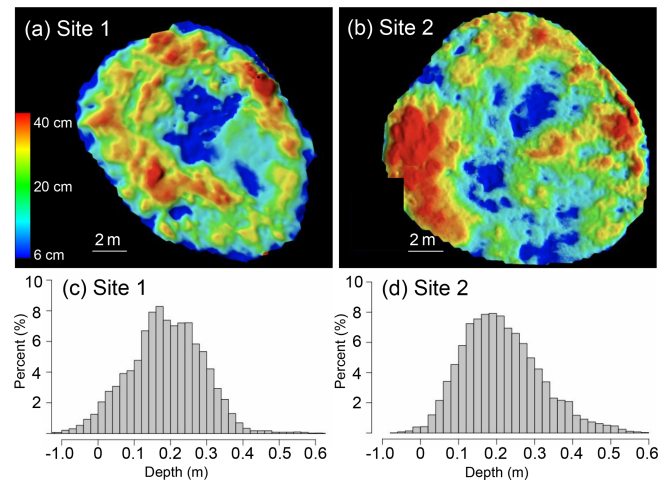 (a) Site 1
(b) Site 2
40 cm
20 cm
6 cm
2 m
2 m
(c) Site 1
(d) Site 2
Percent (%)
10
8
6
4
2
-1.0 0 0.1 0.2 0.3 0.4 0.5 0.6
Depth (m)
Percent (%)
10
8
6
4
2
-1.0 0 0.1 0.2 0.3 0.4 0.5 0.6
Depth (m)